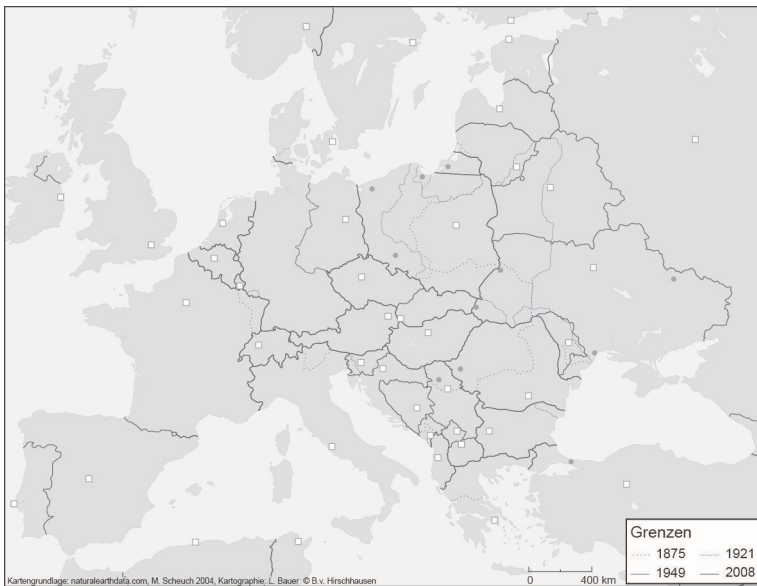 Grenzen
1875 1921
1949 2008
0 400 km
Kartengrundlage: naturalearthdata.com, M. Scheuch 2004, Kartographie: L. Bauer © B.v. Hirschhausen